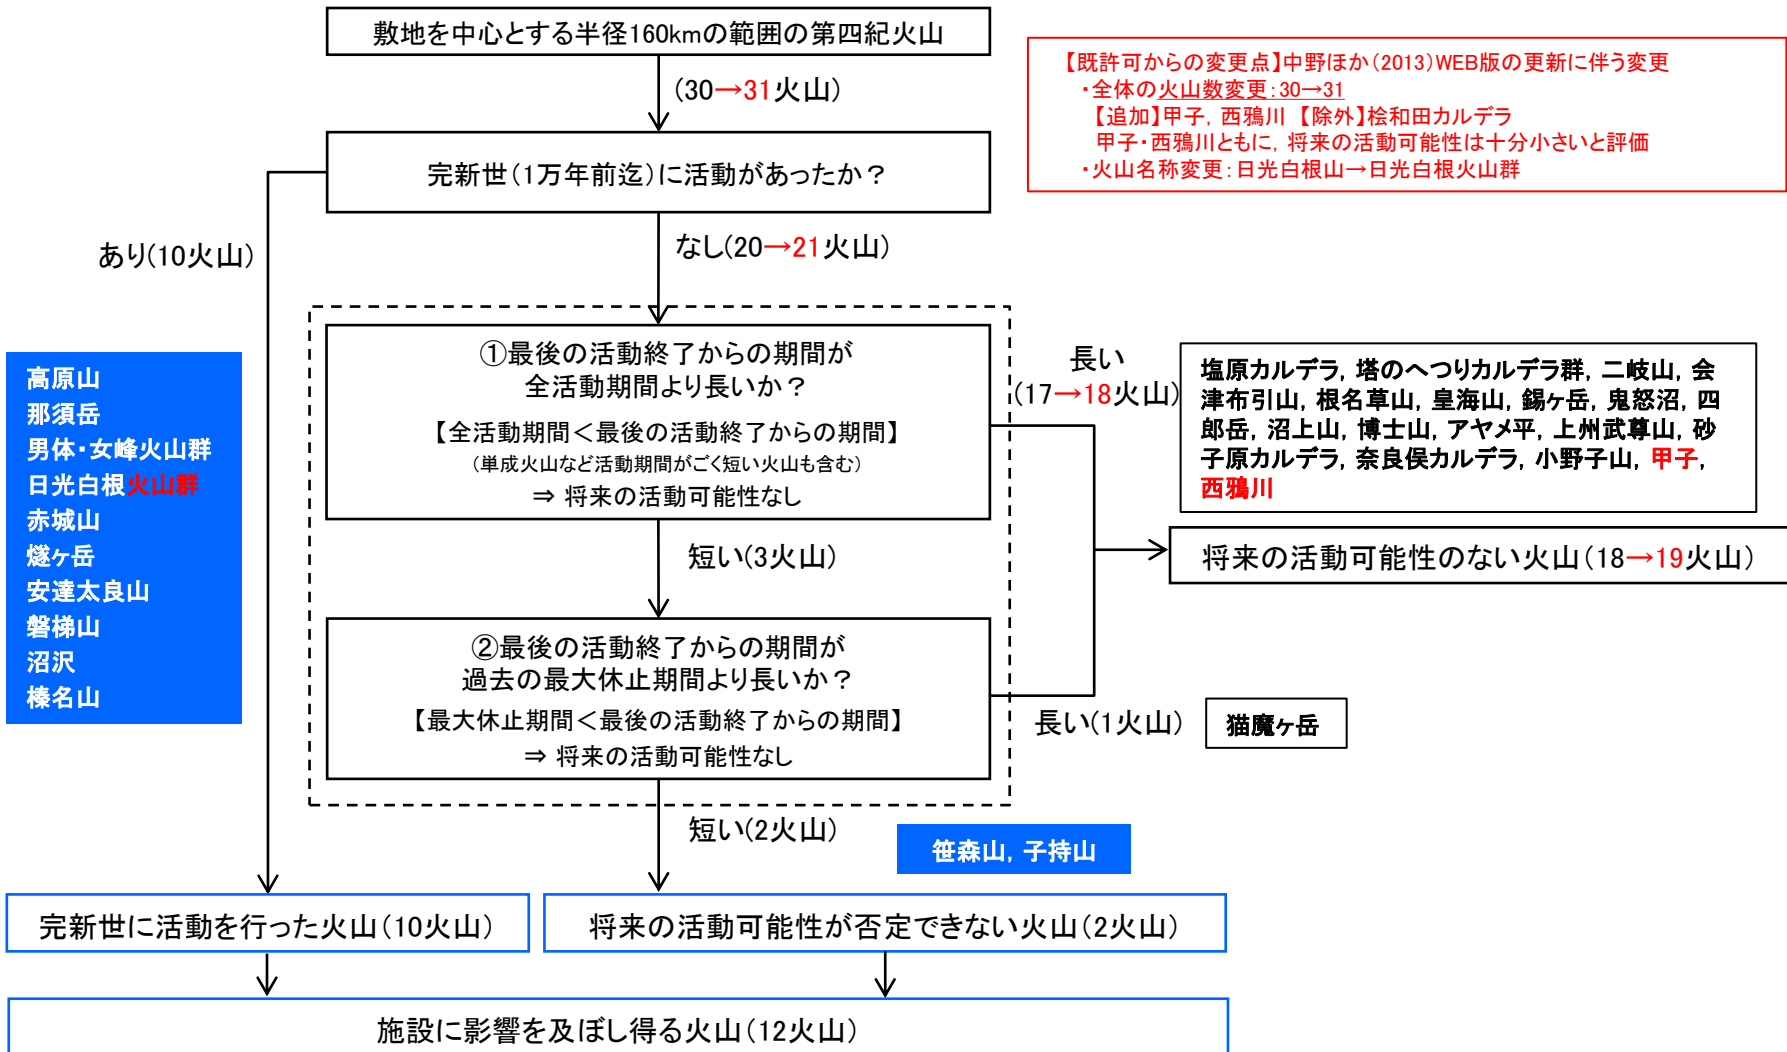 敷地を中心とする半径160kmの範囲の第四紀火山
(30→31火山)
【既許可からの変更点】中野ほか(2013)WEB版の更新に伴う変更
・全体の火山数変更:30→31
【追加】甲子, 西鴉川 【除外】桧和田カルデラ
甲子・西鴉川ともに, 将来の活動可能性は十分小さいと評価
・火山名称変更:日光白根山→日光白根火山群
完新世(1万年前迄)に活動があったか?
あり(10火山)
なし(20→21火山)
高原山
那須岳
男体・女峰火山群
日光白根火山群
赤城山
燧ヶ岳
安達太良山
磐梯山
沼沢
榛名山
①最後の活動終了からの期間が
全活動期間より長いか?
【全活動期間<最後の活動終了からの期間】
(単成火山など活動期間がごく短い火山も含む)
⇒ 将来の活動可能性なし
長い
(17→18火山)
塩原カルデラ, 塔のへつりカルデラ群, 二岐山, 会
津布引山, 根名草山, 皇海山, 錫ヶ岳, 鬼怒沼, 四
郎岳, 沼上山, 博士山, アヤメ平, 上州武尊山, 砂
子原カルデラ, 奈良俣カルデラ, 小野子山, 甲子,
西鴉川
短い(3火山)
将来の活動可能性のない火山(18→19火山)
②最後の活動終了からの期間が
過去の最大休止期間より長いか?
【最大休止期間<最後の活動終了からの期間】
⇒ 将来の活動可能性なし
長い(1火山)
猫魔ヶ岳
短い(2火山)
笹森山, 子持山
完新世に活動を行った火山(10火山)
将来の活動可能性が否定できない火山(2火山)
施設に影響を及ぼし得る火山(12火山)